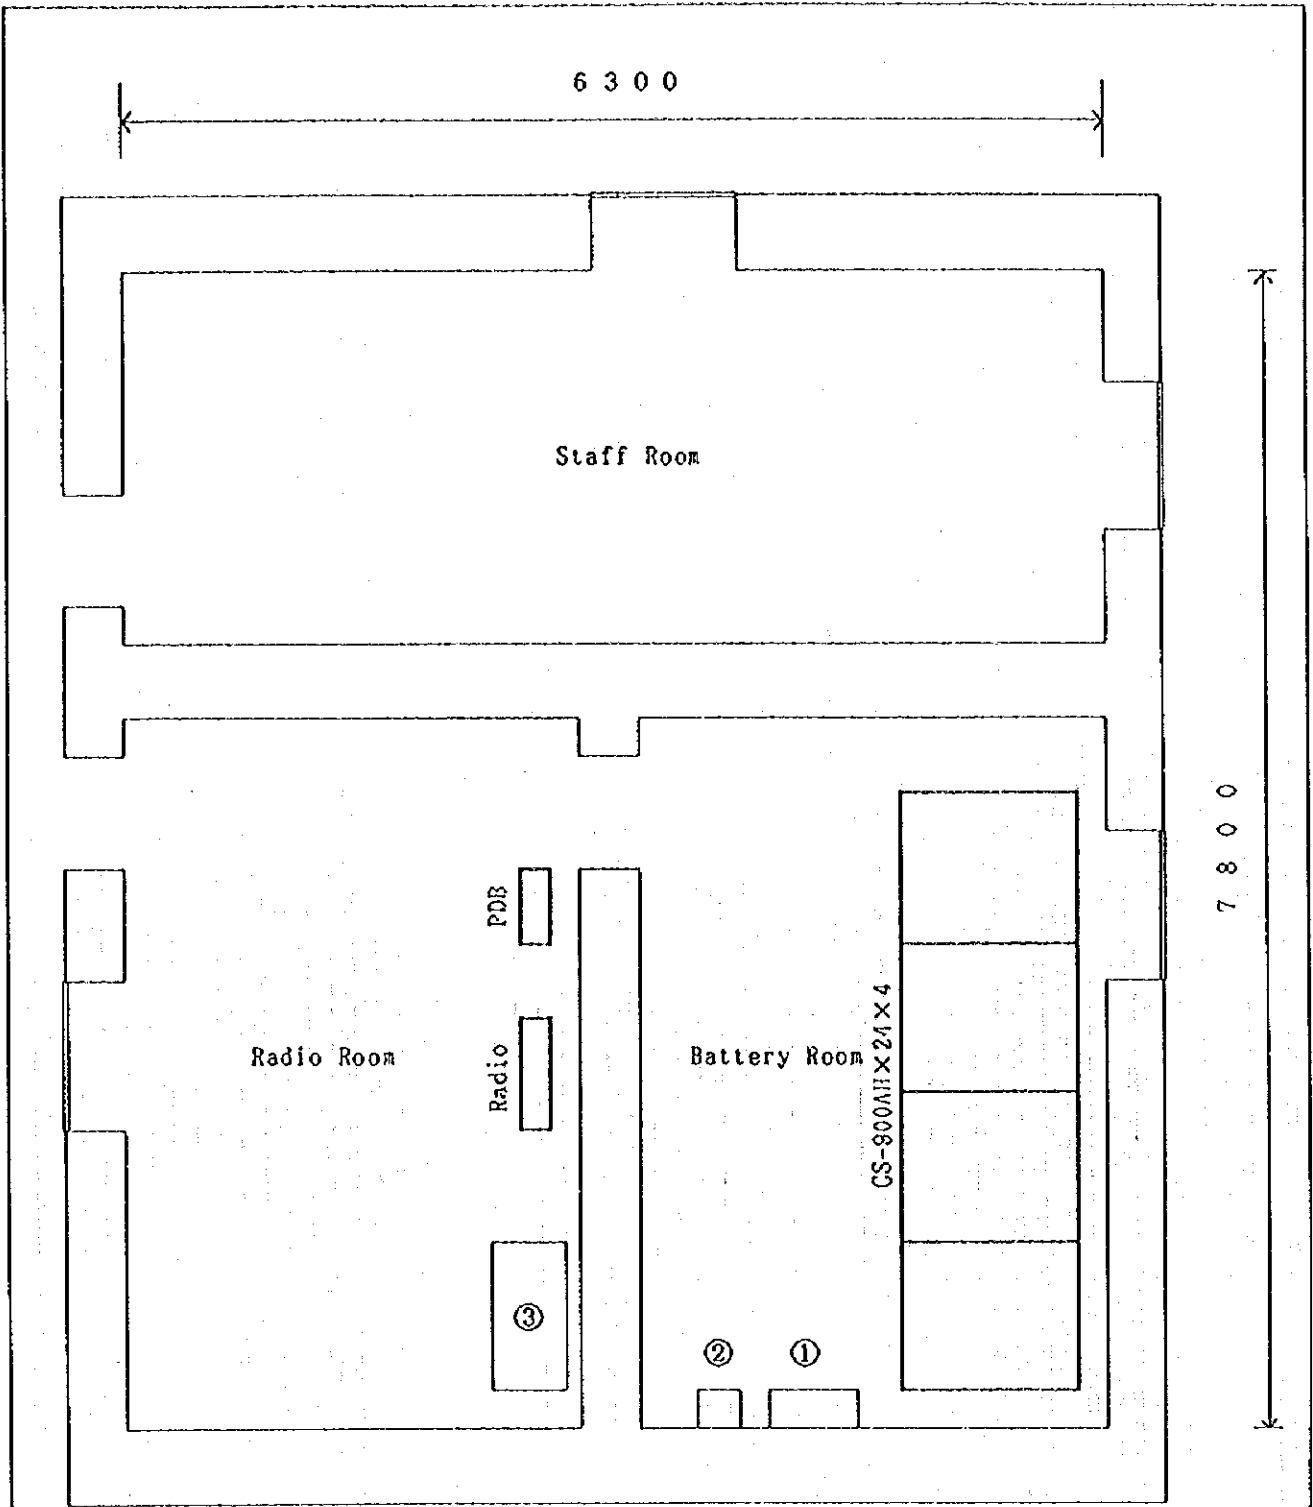 6300
Staff Room
7800
PDB
Radio
Radio Room
Battery Room
CS-900AH×24×4
③
②
①